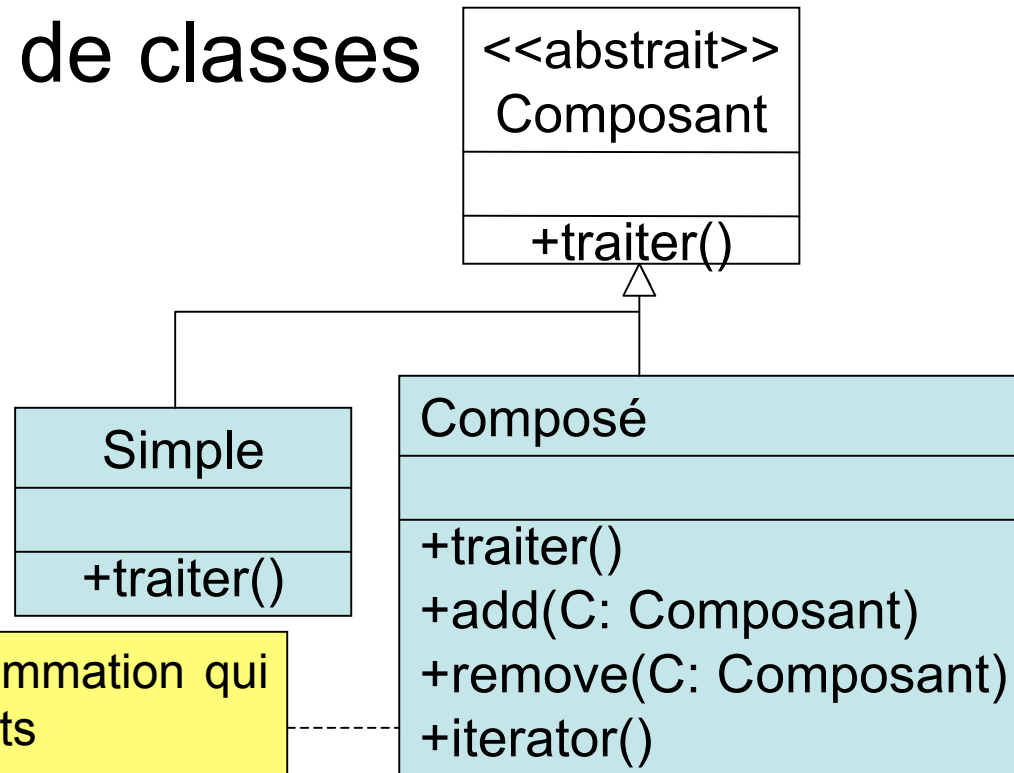 de classes
<<abstrait>>
Composant
+traiter()
Simple
+traiter()
Composé
+traiter()
+add(C: Composant)
+remove(C: Composant)
+iterator()
mmation qui
ts